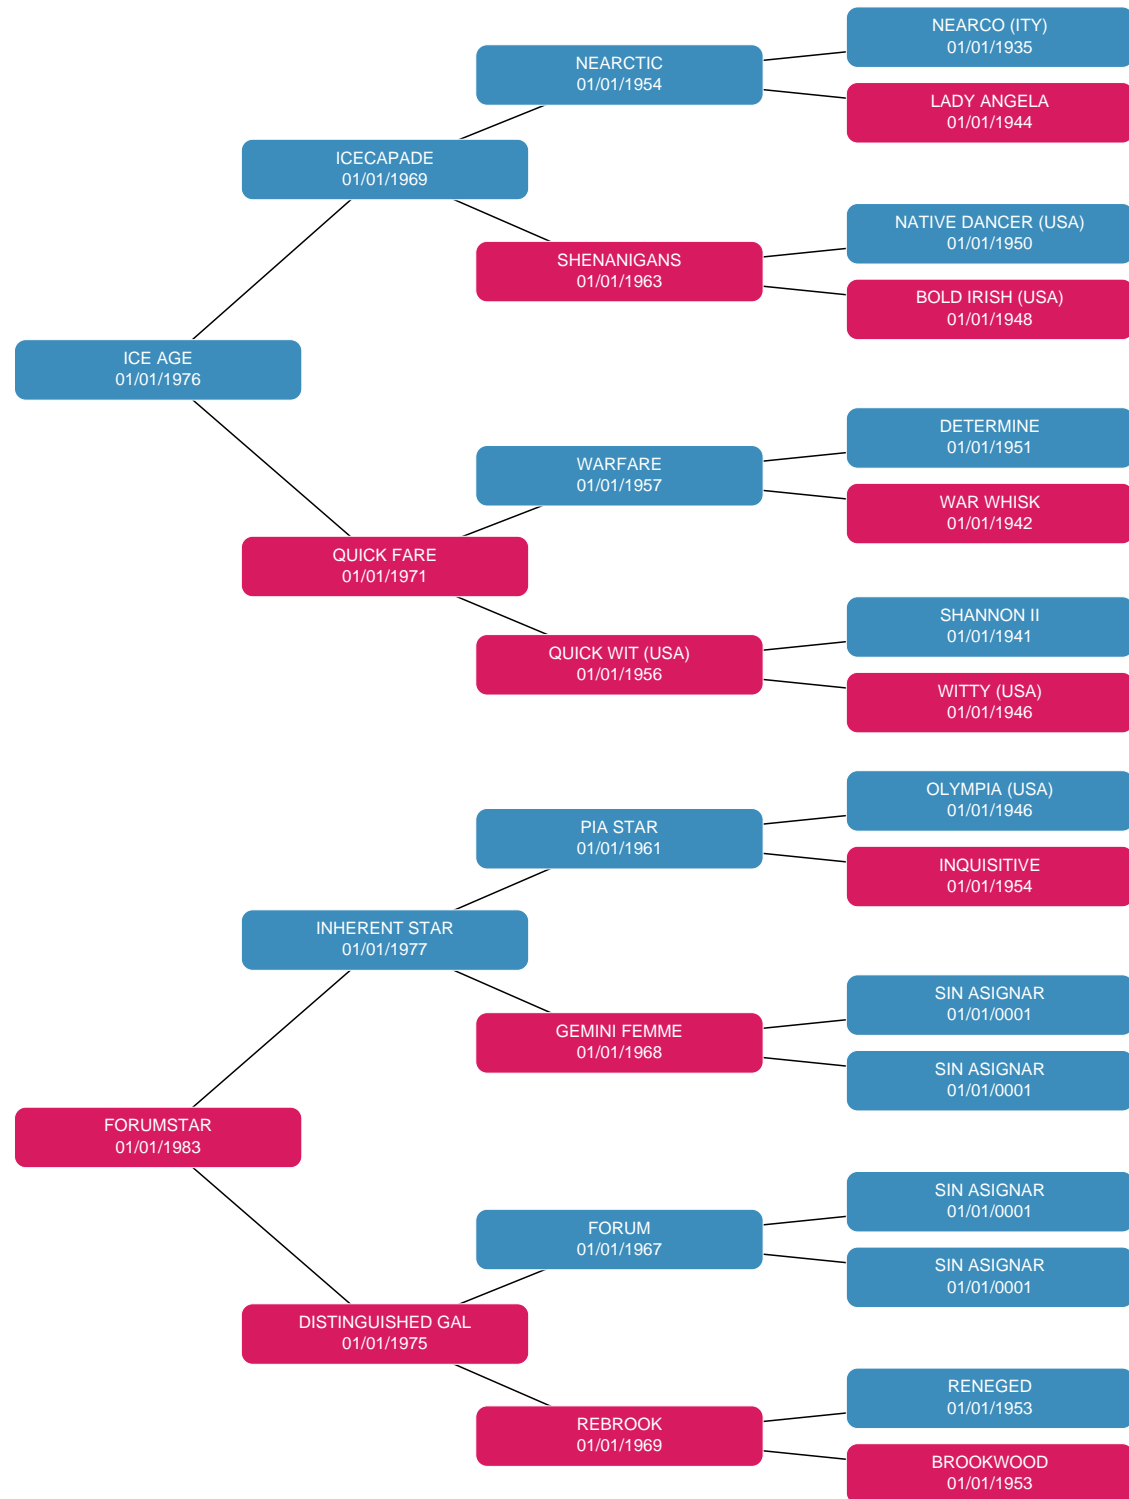 NEARCO (ITY)
01/01/1935
NEARCTIC
01/01/1954
LADY ANGELA
01/01/1944
ICECAPADE
01/01/1969
NATIVE DANCER (USA)
01/01/1950
SHENANIGANS
01/01/1963
BOLD IRISH (USA)
01/01/1948
ICE AGE
01/01/1976
DETERMINE
01/01/1951
WARFARE
01/01/1957
WAR WHISK
01/01/1942
QUICK FARE
01/01/1971
SHANNON II
01/01/1941
QUICK WIT (USA)
01/01/1956
WITTY (USA)
01/01/1946
OLYMPIA (USA)
01/01/1946
PIA STAR
01/01/1961
INQUISITIVE
01/01/1954
INHERENT STAR
01/01/1977
SIN ASIGNAR
01/01/0001
GEMINI FEMME
01/01/1968
SIN ASIGNAR
01/01/0001
FORUMSTAR
01/01/1983
SIN ASIGNAR
01/01/0001
FORUM
01/01/1967
SIN ASIGNAR
01/01/0001
DISTINGUISHED GAL
01/01/1975
RENEGED
01/01/1953
REBROOK
01/01/1969
BROOKWOOD
01/01/1953